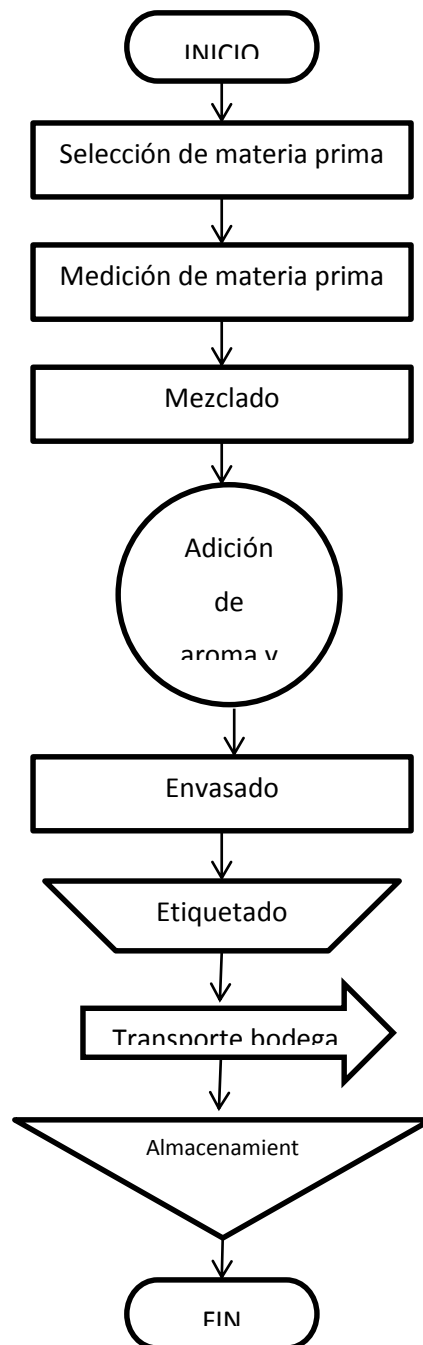 INICIO
Selección de materia prima
Medición de materia prima
Mezclado
Adición
de
aroma y
Envasado
Etiquetado
Transporte bodega
Almacenamient
FIN